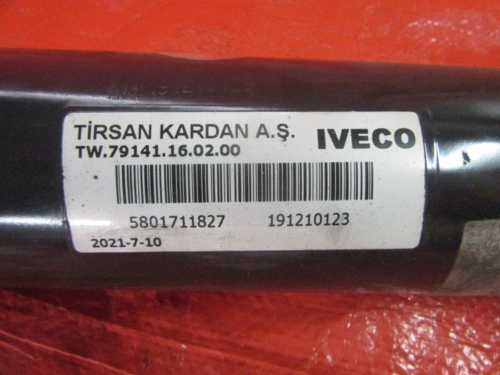 TİRSAN KARDAN A.Ş. IVECO
TW.79141.16.02.00
5801711827 191210123
2021-7-10